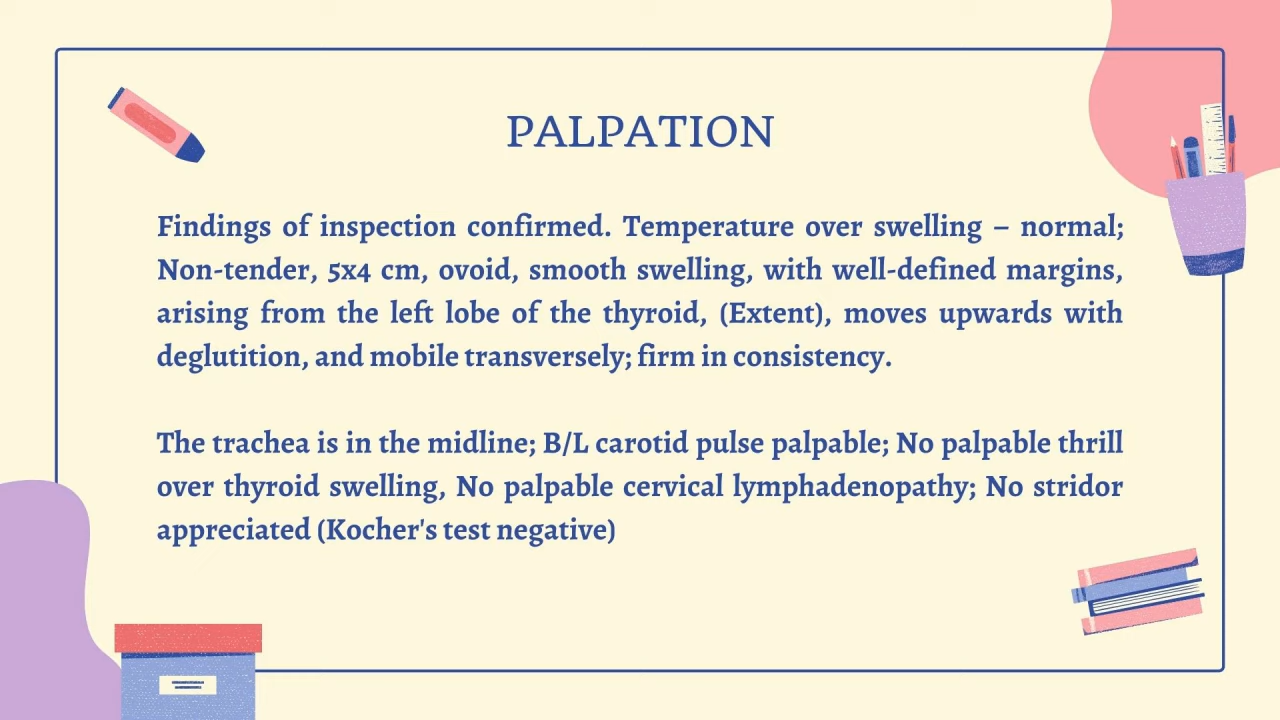 PALPATION
Findings of inspection confirmed. Temperature over swelling – normal;
Non-tender, 5x4 cm, ovoid, smooth swelling, with well-defined margins,
arising from the left lobe of the thyroid, (Extent), moves upwards with
deglutition, and mobile transversely; firm in consistency.
The trachea is in the midline; B/L carotid pulse palpable; No palpable thrill
over thyroid swelling, No palpable cervical lymphadenopathy; No stridor
appreciated (Kocher's test negative)